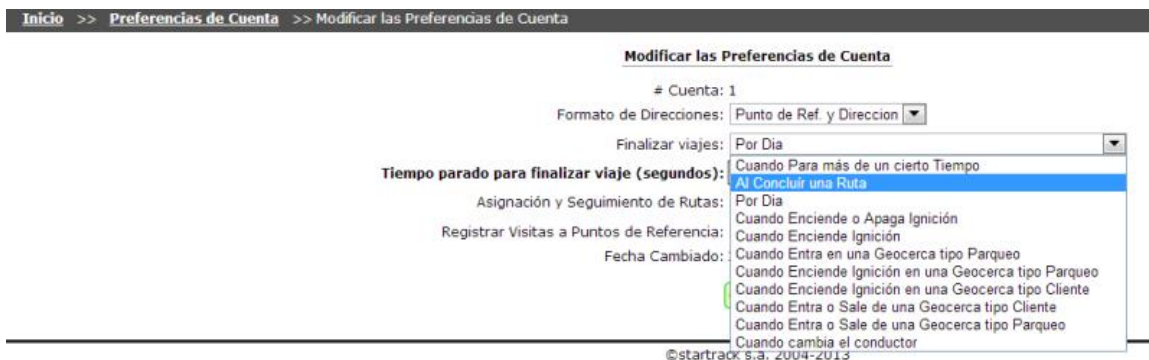 Inicio >> Preferencias de Cuenta >> Modificar las Preferencias de Cuenta
Modificar las Preferencias de Cuenta
# Cuenta: 1
Formato de Direcciones: Punto de Ref. y Direccion
Finalizar viajes: Por Dia
Tiempo parado para finalizar viaje (segundos):
Asignación y Seguimiento de Rutas:
Registrar Visitas a Puntos de Referencia:
Fecha Cambiado:
Cuando Para más de un cierto Tiempo
Al Concluír una Ruta
Por Dia
Cuando Enciende o Apaga Ignición
Cuando Enciende Ignición
Cuando Entra en una Geocerca tipo Parqueo
Cuando Enciende Ignición en una Geocerca tipo Parqueo
Cuando Enciende Ignición en una Geocerca tipo Cliente
Cuando Entra o Sale de una Geocerca tipo Cliente
Cuando Entra o Sale de una Geocerca tipo Parqueo
Cuando cambia el conductor
©startrack s.a. 2004-2013